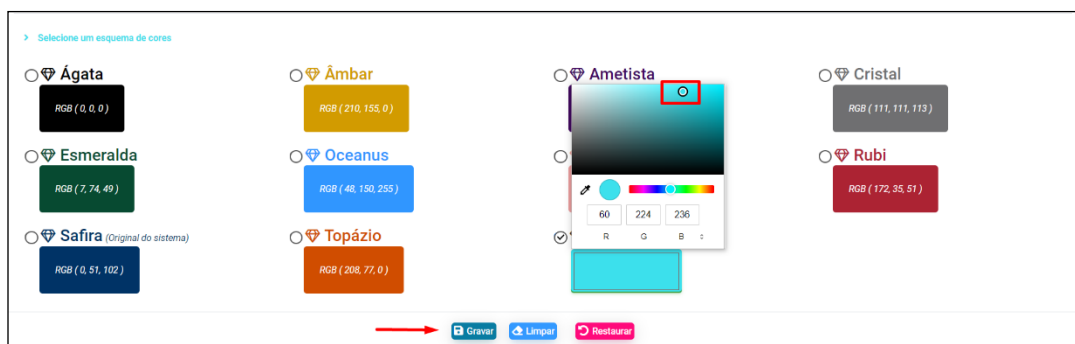 Selecione um esquema de cores
Ágata
Âmbar
Ametista
Cristal
RGB ( 0, 0, 0 )
RGB ( 210, 155, 0 )
RGB ( 111, 111, 113 )
Esmeralda
Oceanus
Rubi
RGB ( 7, 74, 49 )
RGB ( 48, 150, 255 )
RGB ( 172, 35, 51 )
60 224 236
R G B
Safira (Original do sistema)
Topázio
RGB ( 0, 51, 102 )
RGB ( 208, 77, 0 )
Gravar
Limpar
Restaurar